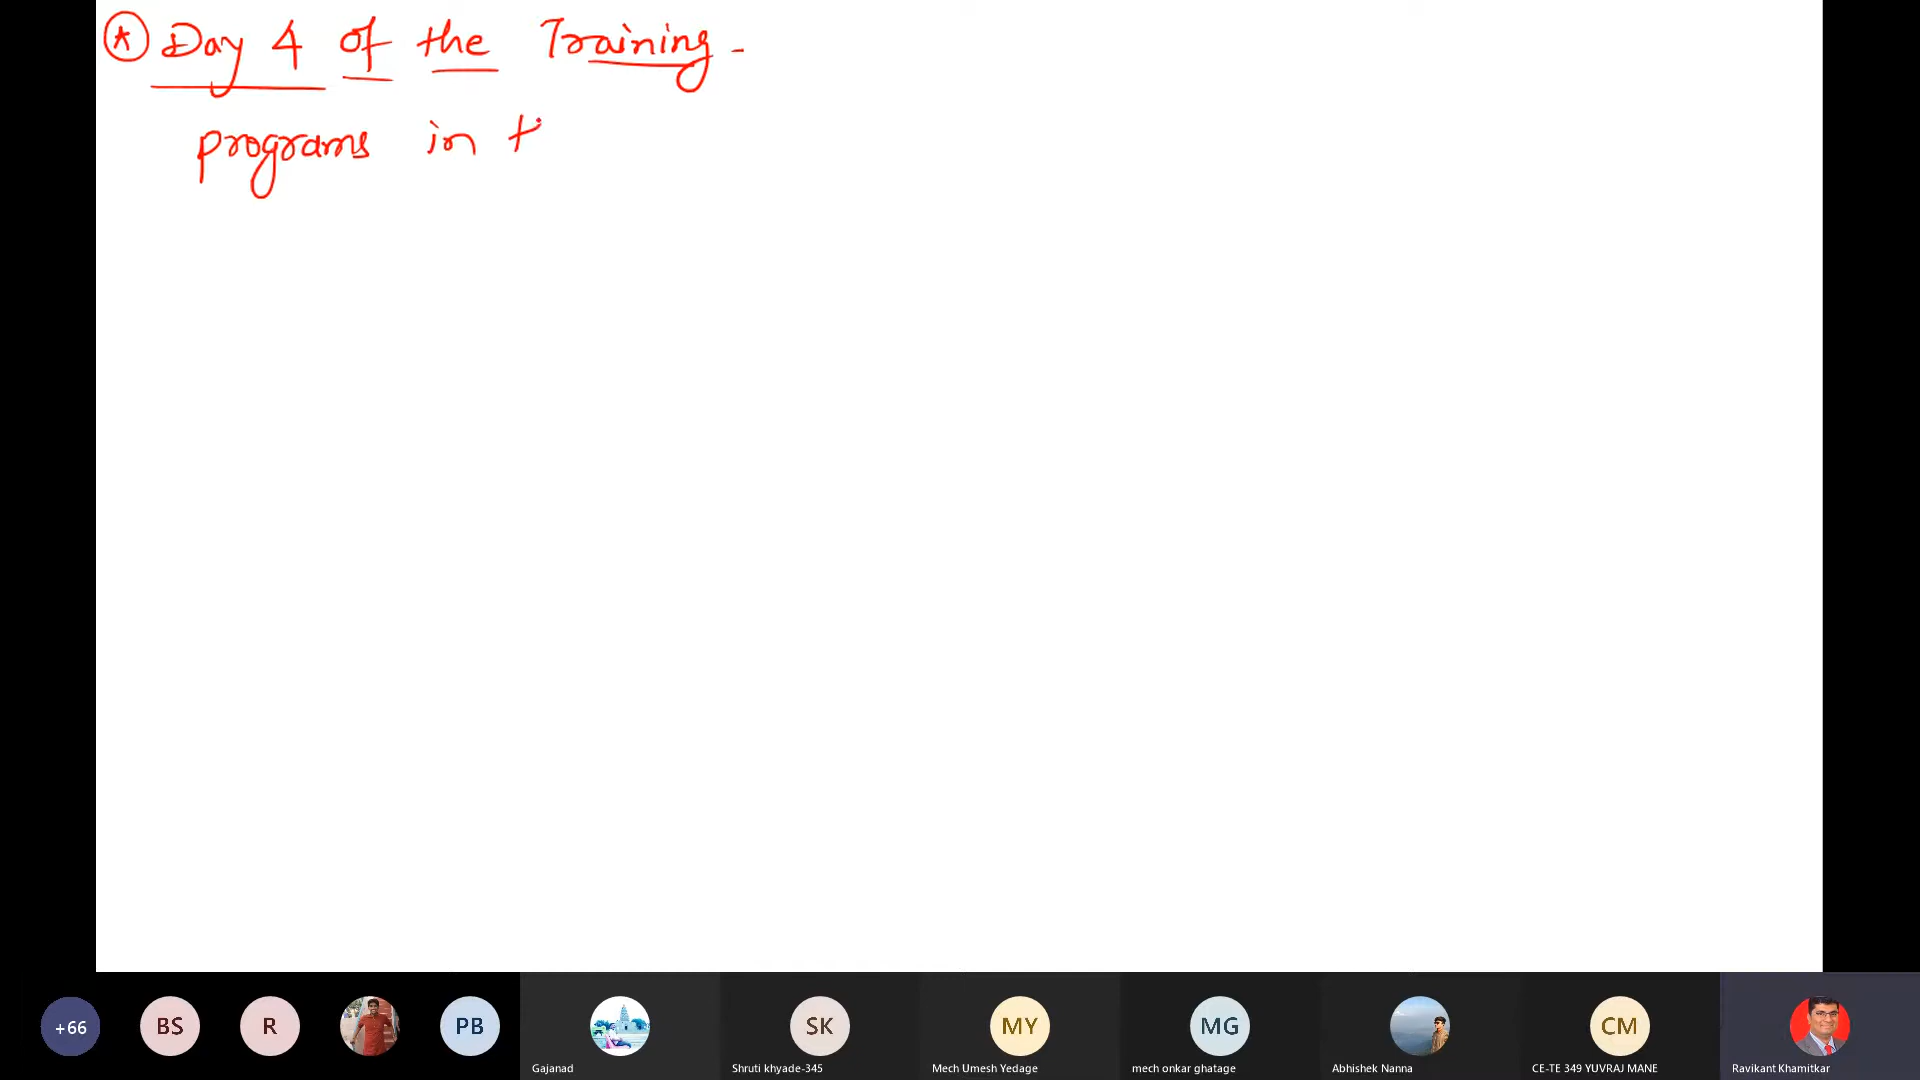 Day 4 of the Training -
programs in t
+66
BS
R
PB
SK
MY
MG
CM
Gajanad
Shruti khyade-345
Mech Umesh Yedage
mech onkar ghatage
Abhishek Nanna
CE-TE 349 YUVRAJ MANE
Ravikant Khamitkar